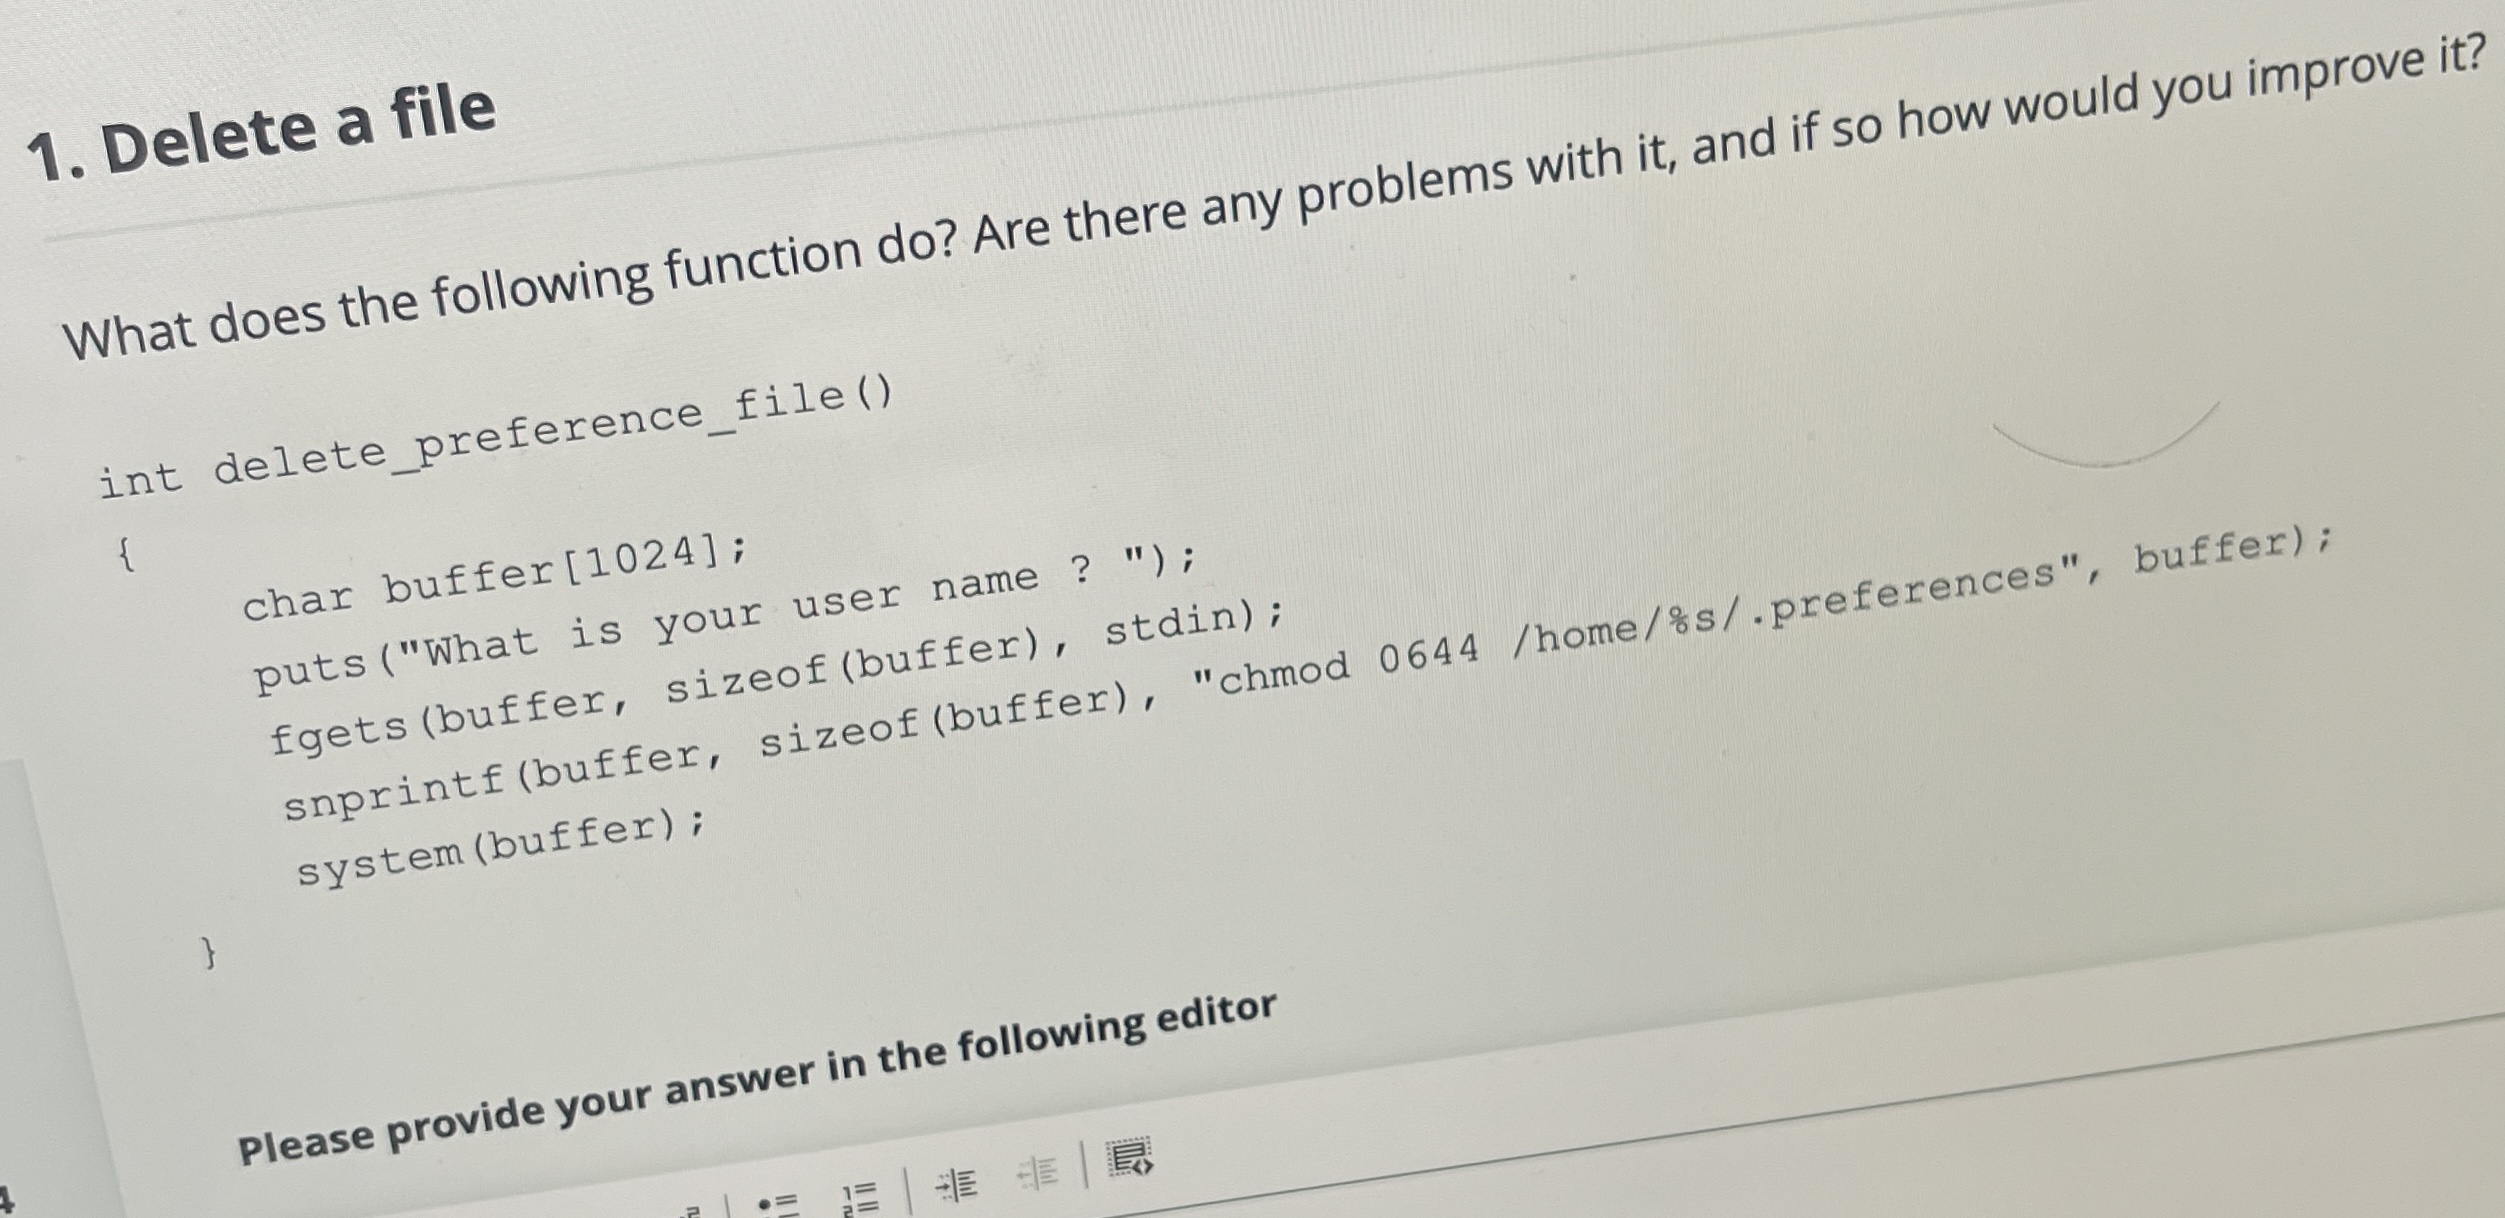 1. Delete a file
What does the following function do? Are there any problems with it, and if so how would you improve it?
int delete_preference_file()
{
char buffer[1024];
puts("What is your user name ? ");
fgets(buffer, sizeof(buffer), stdin);
snprintf(buffer, sizeof(buffer), "chmod 0644 /home/%s/.preferences", buffer);
system(buffer);
}
Please provide your answer in the following editor